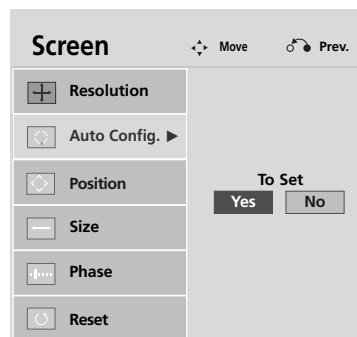 Screen
Move
Prev.
Resolution
Auto Config. ►
Position
Size
Phase
Reset
To Set
Yes No